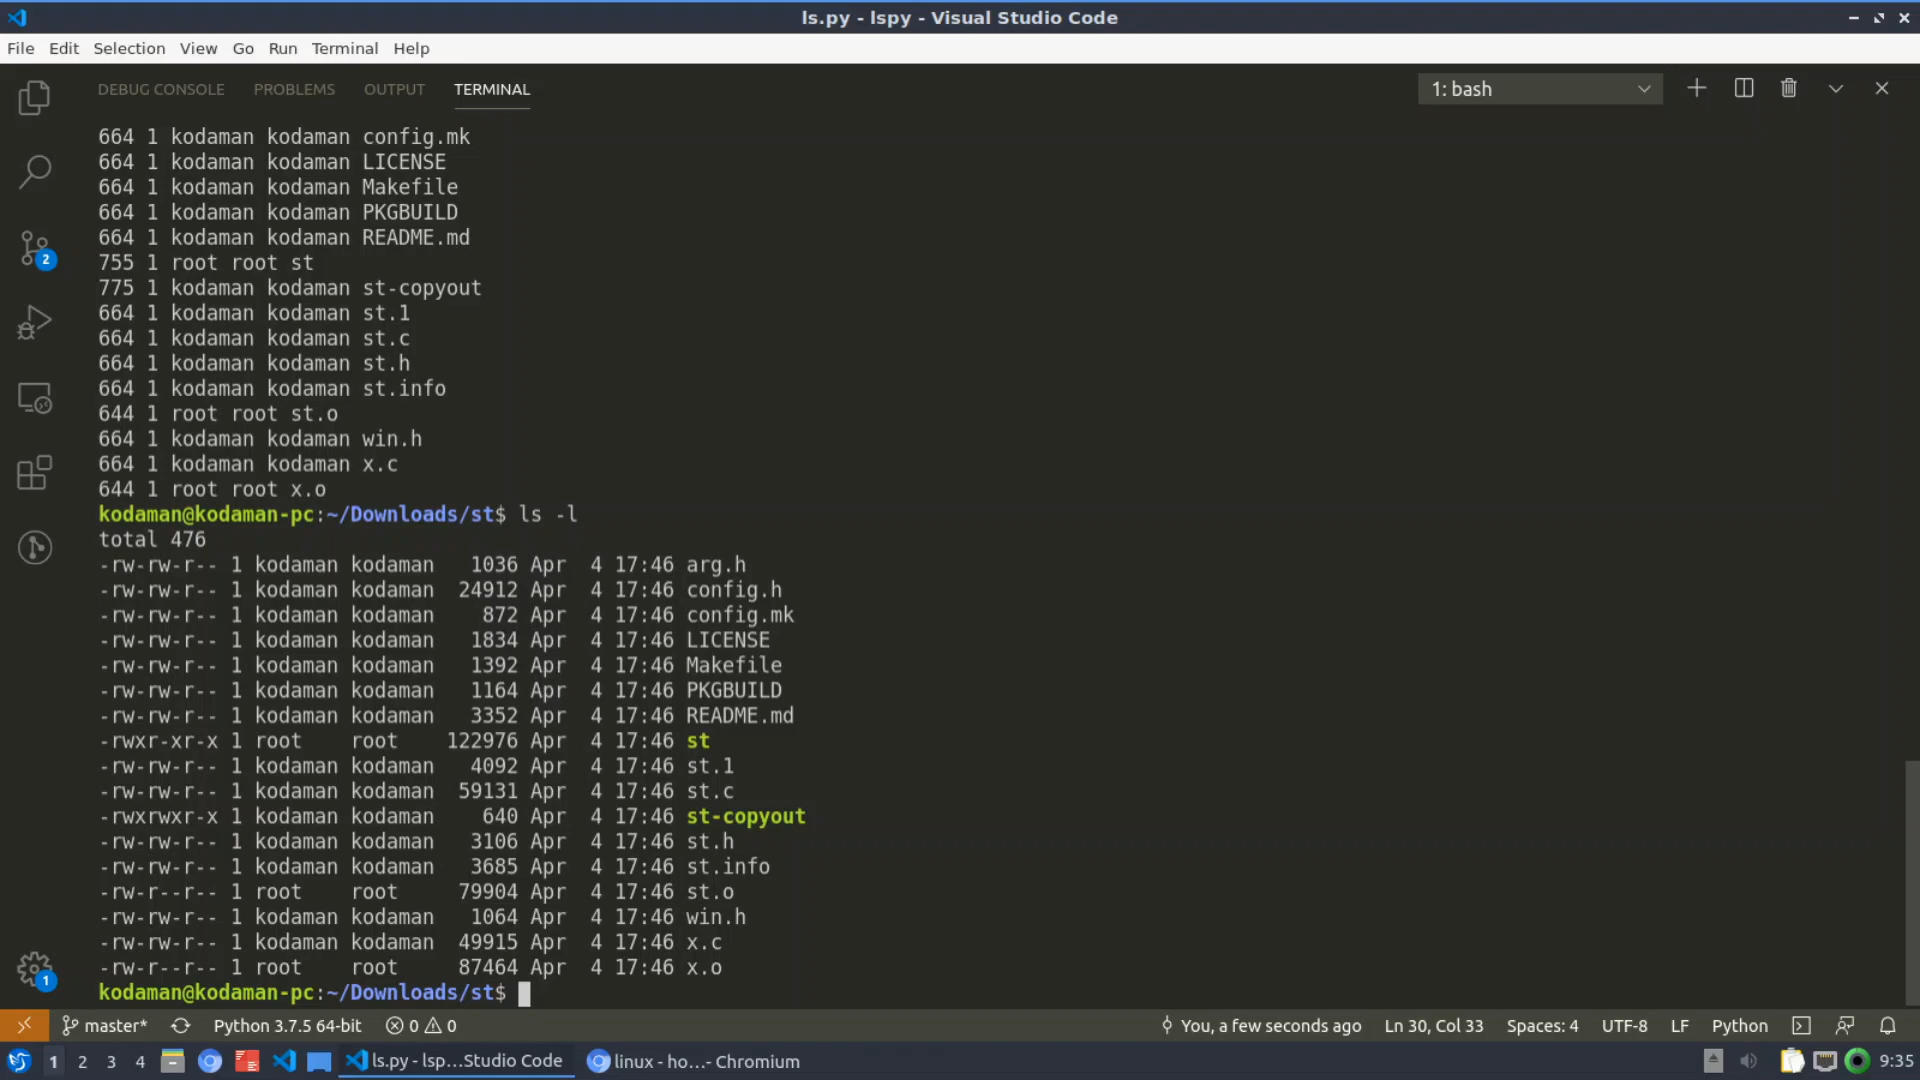 ls.py - lspy - Visual Studio Code
File Edit Selection View Go Run Terminal Help
DEBUG CONSOLE PROBLEMS OUTPUT TERMINAL 1: bash
664 1 kodaman kodaman config.mk
664 1 kodaman kodaman LICENSE
664 1 kodaman kodaman Makefile
664 1 kodaman kodaman PKGBUILD
664 1 kodaman kodaman README.md
755 1 root root st
775 1 kodaman kodaman st-copyout
664 1 kodaman kodaman st.1
664 1 kodaman kodaman st.c
664 1 kodaman kodaman st.h
664 1 kodaman kodaman st.info
644 1 root root st.o
664 1 kodaman kodaman win.h
664 1 kodaman kodaman x.c
644 1 root root x.o
kodaman@kodaman-pc:~/Downloads/st$ ls -l
total 476
-rw-rw-r-- 1 kodaman kodaman   1036 Apr  4 17:46 arg.h
-rw-rw-r-- 1 kodaman kodaman  24912 Apr  4 17:46 config.h
-rw-rw-r-- 1 kodaman kodaman    872 Apr  4 17:46 config.mk
-rw-rw-r-- 1 kodaman kodaman   1834 Apr  4 17:46 LICENSE
-rw-rw-r-- 1 kodaman kodaman   1392 Apr  4 17:46 Makefile
-rw-rw-r-- 1 kodaman kodaman   1164 Apr  4 17:46 PKGBUILD
-rw-rw-r-- 1 kodaman kodaman   3352 Apr  4 17:46 README.md
-rwxr-xr-x 1 root    root    122976 Apr  4 17:46 st
-rw-rw-r-- 1 kodaman kodaman   4092 Apr  4 17:46 st.1
-rw-rw-r-- 1 kodaman kodaman  59131 Apr  4 17:46 st.c
-rwxrwxr-x 1 kodaman kodaman    640 Apr  4 17:46 st-copyout
-rw-rw-r-- 1 kodaman kodaman   3106 Apr  4 17:46 st.h
-rw-rw-r-- 1 kodaman kodaman   3685 Apr  4 17:46 st.info
-rw-r--r-- 1 root    root     79904 Apr  4 17:46 st.o
-rw-rw-r-- 1 kodaman kodaman   1064 Apr  4 17:46 win.h
-rw-rw-r-- 1 kodaman kodaman  49915 Apr  4 17:46 x.c
-rw-r--r-- 1 root    root     87464 Apr  4 17:46 x.o
kodaman@kodaman-pc:~/Downloads/st$
2
1
master* Python 3.7.5 64-bit 0 0 You, a few seconds ago Ln 30, Col 33 Spaces: 4 UTF-8 LF Python
1 2 3 4 ls.py - lsp...Studio Code linux - ho...- Chromium 9:35